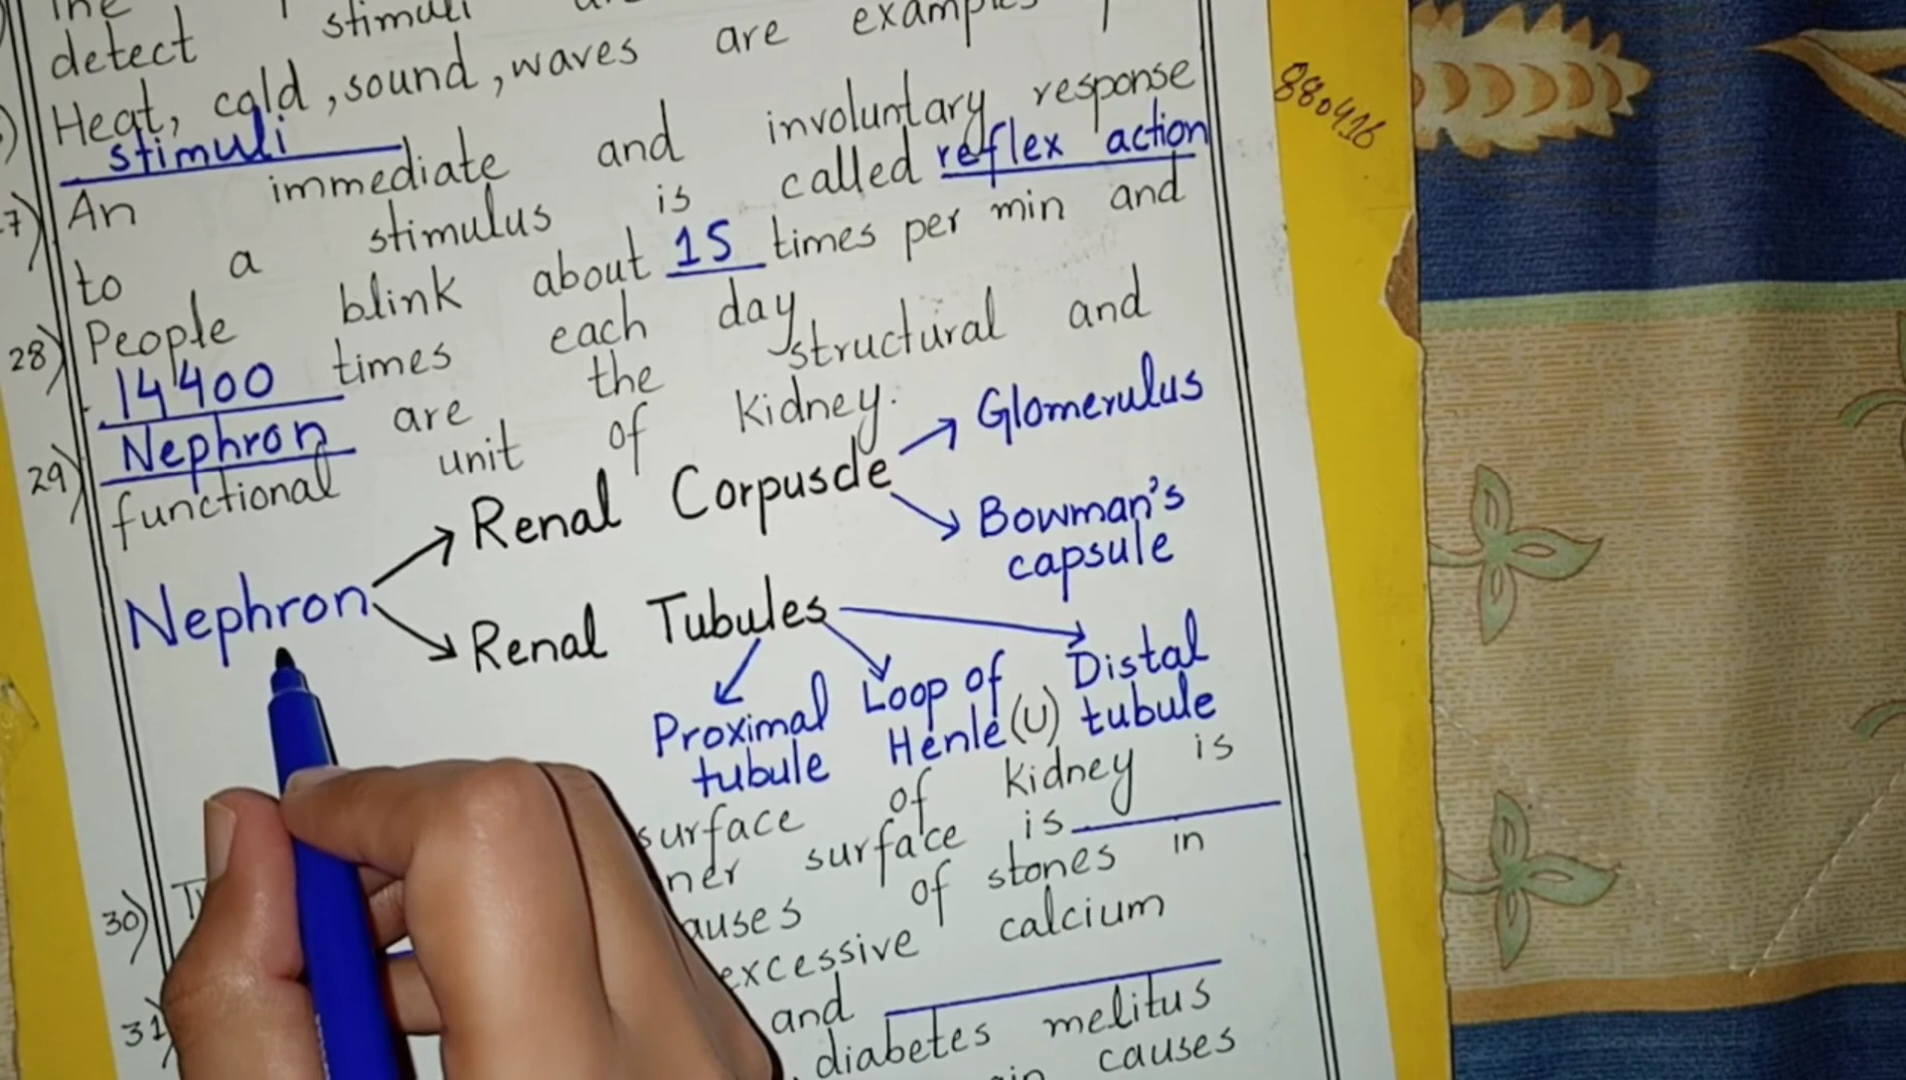 detect stimuli
Heat, cold, sound, waves are
stimuli
27) An immediate and involuntary response
to a stimulus is called reflex action
28) People blink about 15 times per min and
14400 times each day
29) Nephron are the structural and
functional unit of kidney.
Nephron
Renal Corpuscle
Glomerulus
Bowman's
capsule
Renal Tubules
Proximal
tubule
Loop of
Henle (U)
Distal
tubule
30) surface of kidney is
surface is
31) of stones in
excessive calcium
and
diabetes melitus
causes
880416